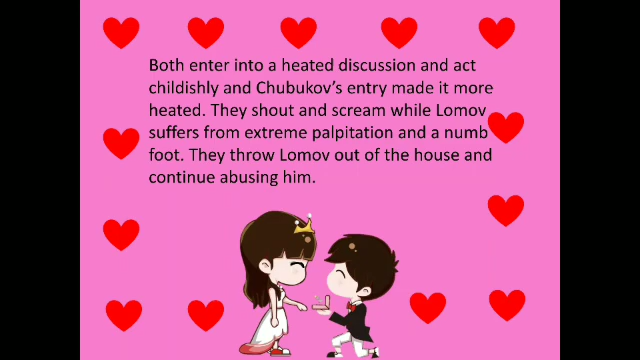 Both enter into a heated discussion and act
childishly and Chubukov’s entry made it more
heated. They shout and scream while Lomov
suffers from extreme palpitation and a numb
foot. They throw Lomov out of the house and
continue abusing him.